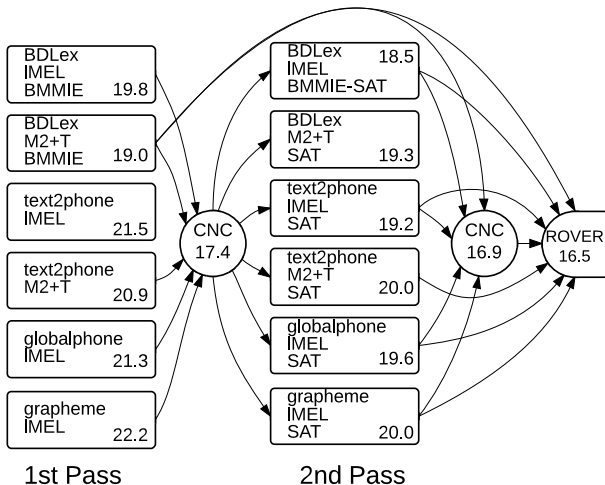 BDLex
IMEL
BMMIE 19.8
BDLex
M2+T
BMMIE 19.0
text2phone
IMEL
21.5
text2phone
M2+T
20.9
globalphone
IMEL
21.3
grapheme
IMEL
22.2
1st Pass
CNC
17.4
BDLex 18.5
IMEL
BMMIE-SAT
BDLex
M2+T
SAT 19.3
text2phone
IMEL
SAT 19.2
text2phone
M2+T
SAT 20.0
globalphone
IMEL
SAT 19.6
grapheme
IMEL
SAT 20.0
2nd Pass
CNC
16.9
ROVER
16.5